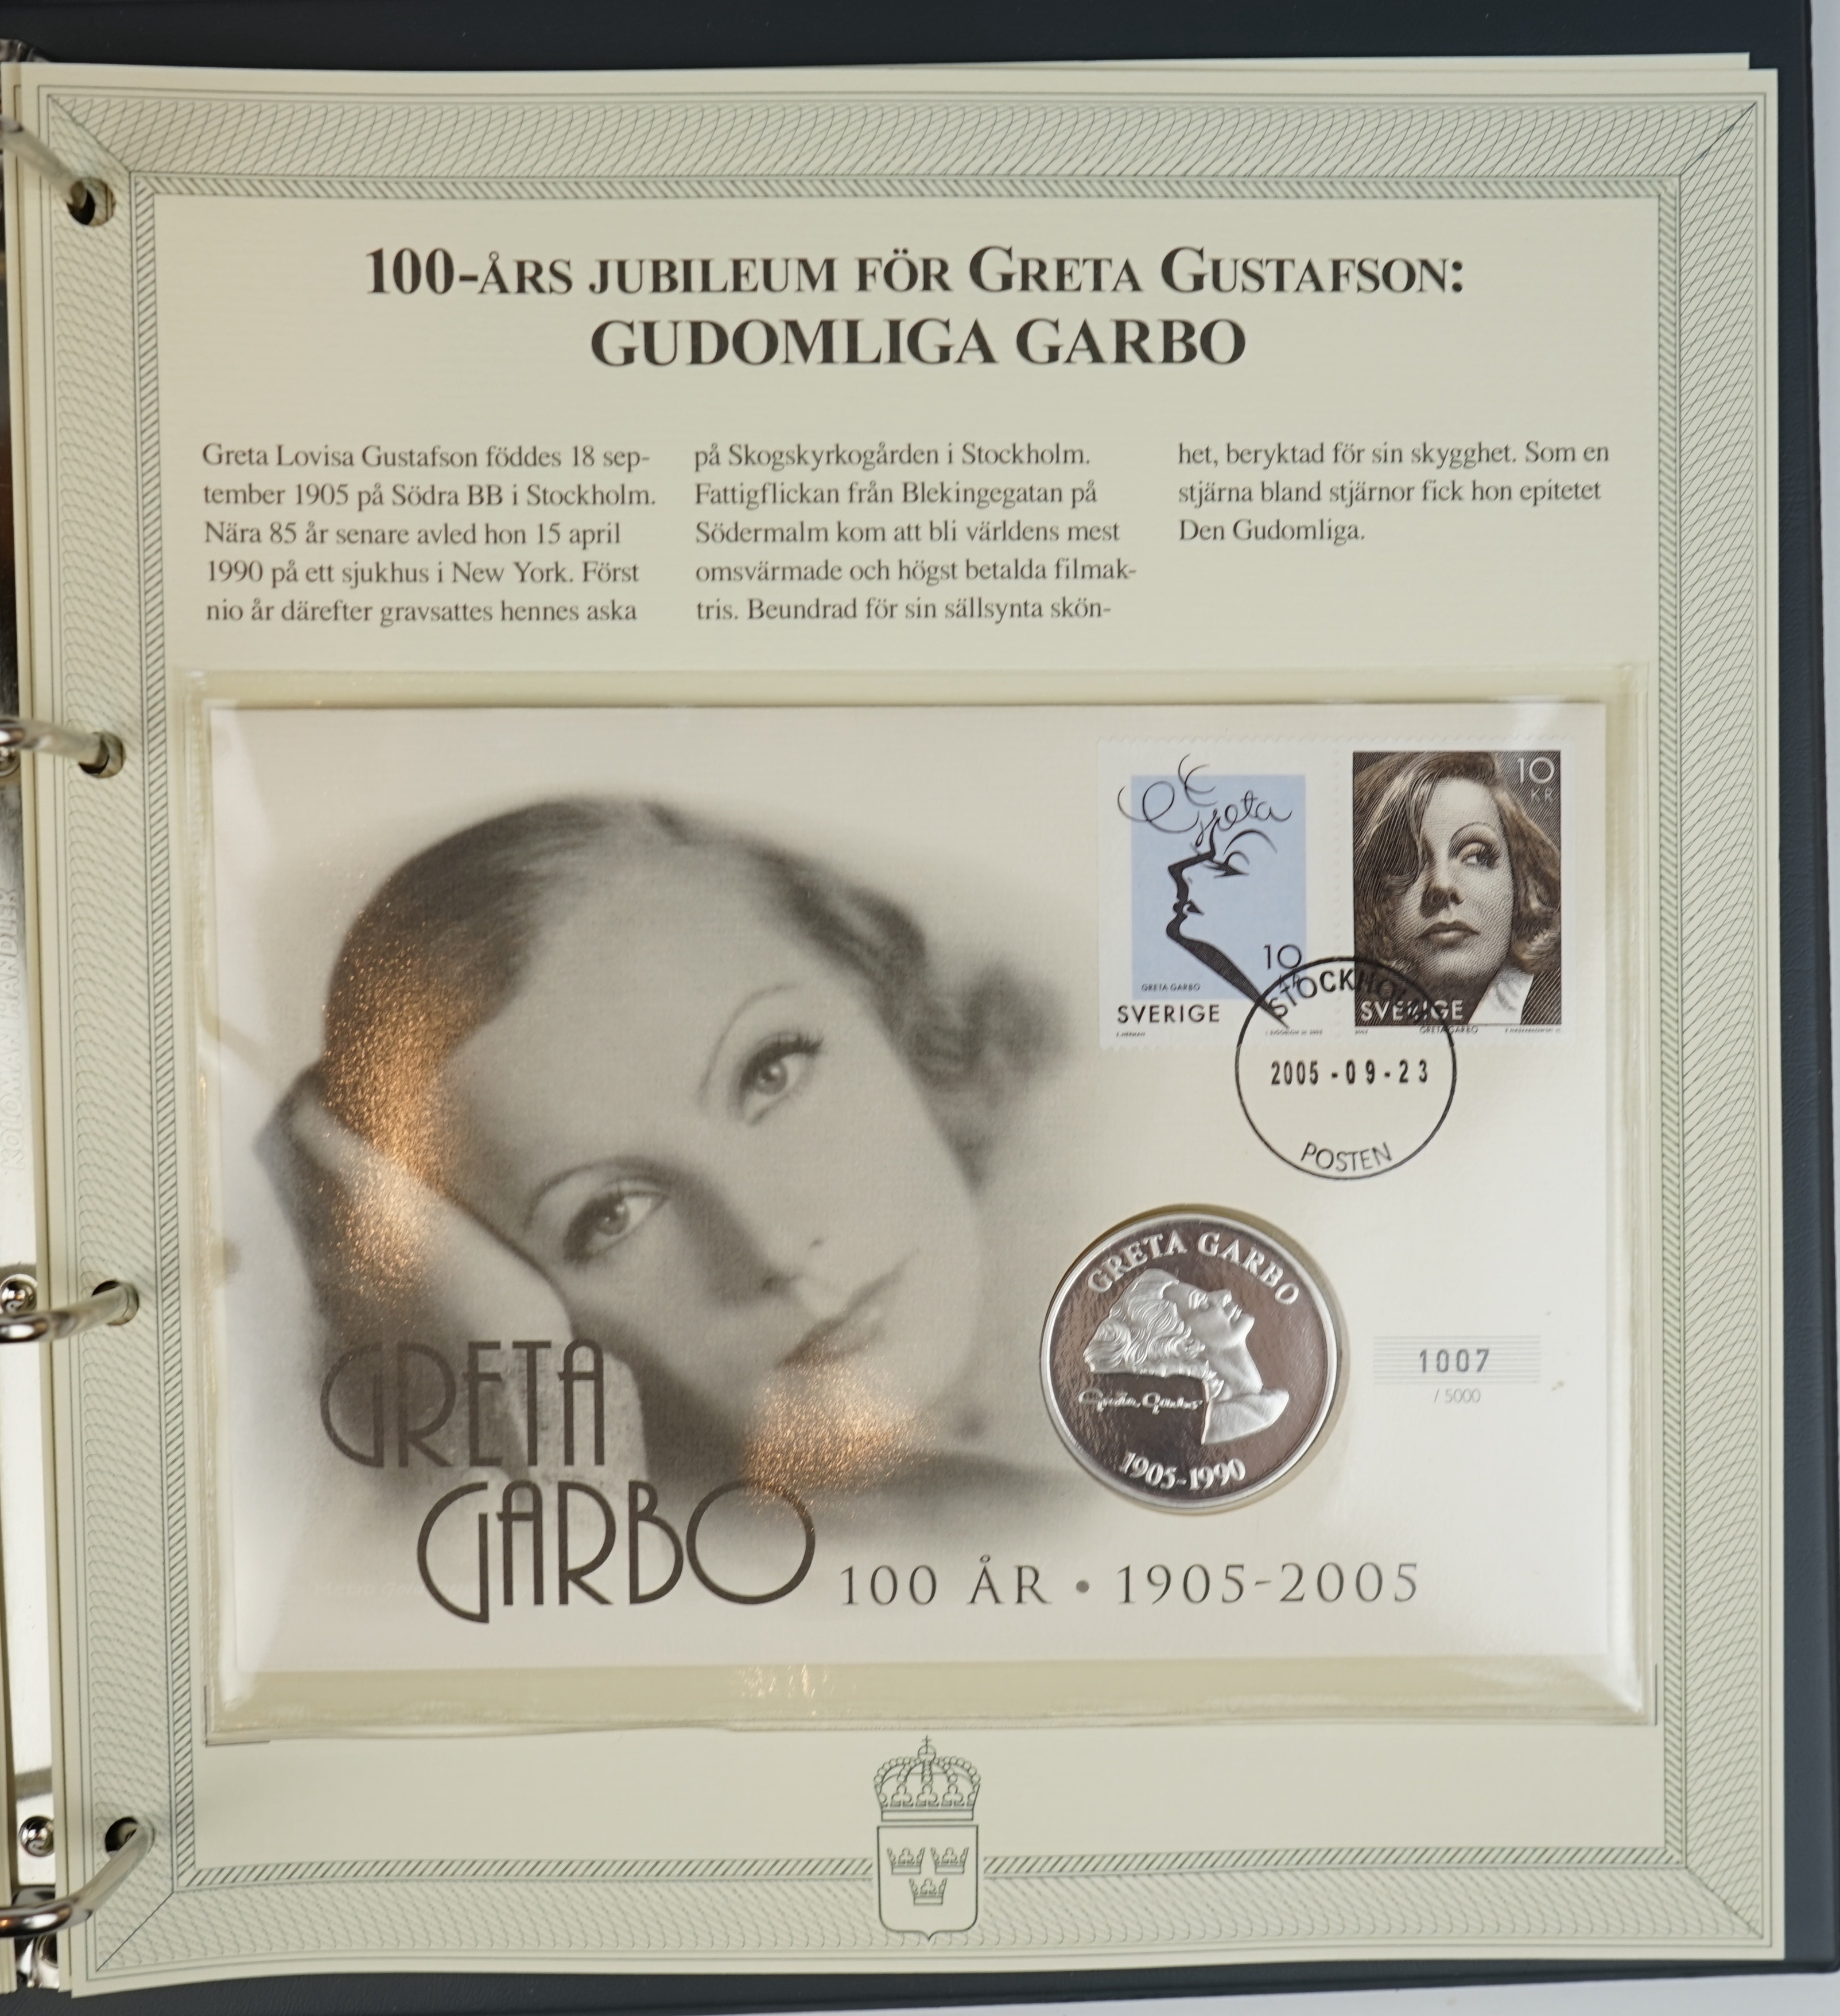 100-ÅRS JUBILEUM FÖR GRETA GUSTAFSON:
GUDOMLIGA GARBO
Greta Lovisa Gustafson föddes 18 sep-
tember 1905 på Södra BB i Stockholm.
Nära 85 år senare avled hon 15 april
1990 på ett sjukhus i New York. Först
nio år därefter gravsattes hennes aska
på Skogskyrkogården i Stockholm.
Fattigflickan från Blekingegatan på
Södermalm kom att bli världens mest
omsvärmade och högst betalda filmak-
tris. Beundrad för sin sällsynta skön-
het, beryktad för sin skygghet. Som en
stjärna bland stjärnor fick hon epitetet
Den Gudomliga.
Greta
10
KR
GRETA GARBO
SVERIGE
10
KR
SVERIGE
GRETA GARBO
STOCKHOLM
2005-09-23
POSTEN
GRETA GARBO
Greta Garbo
1905-1990
1007
/ 5000
GRETA
GARBO
100 ÅR • 1905-2005